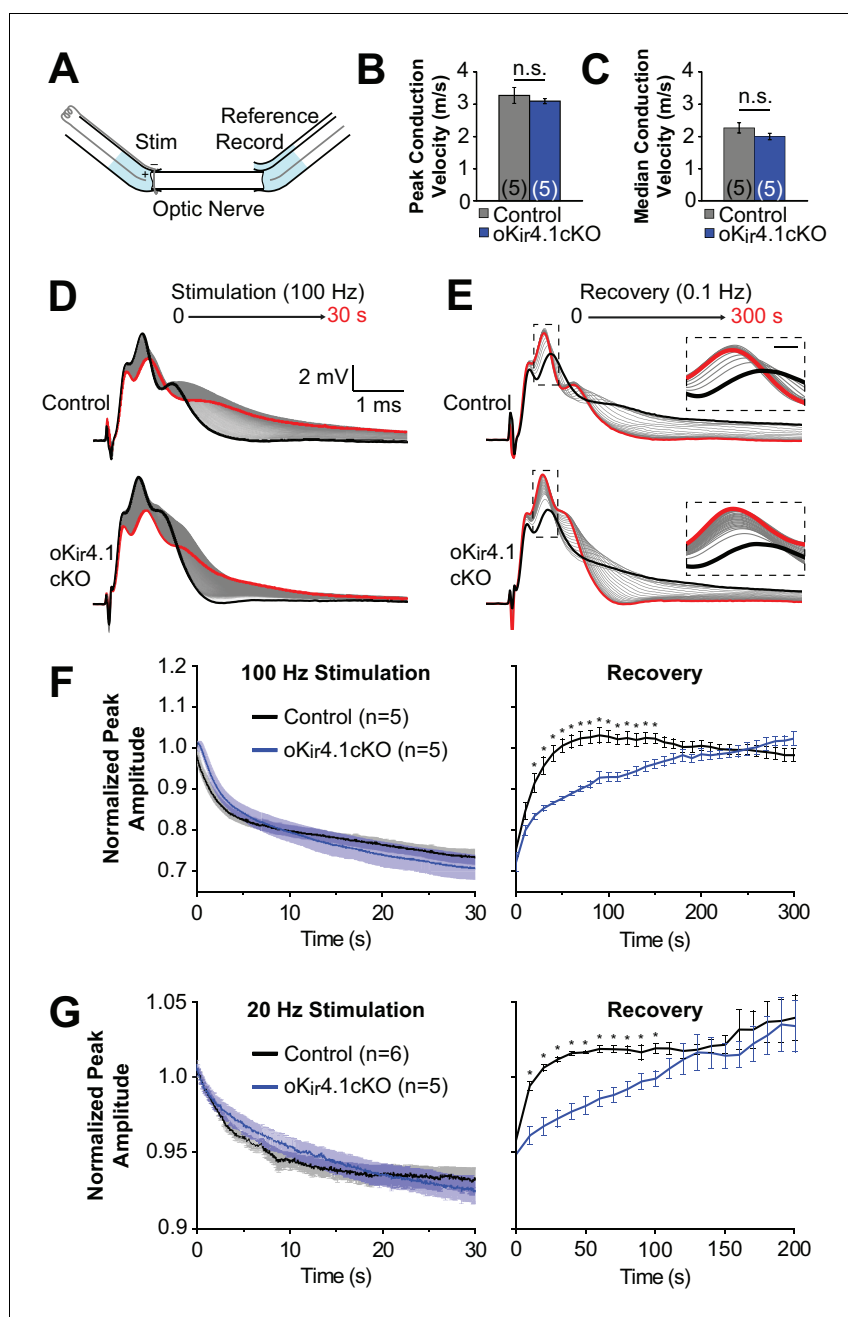 A
Stim
Reference
Record
−
+
Optic Nerve
B
Peak Conduction
Velocity (m/s)
4
3
2
1
0
n.s.
(5)
(5)
Control
oKir4.1cKO
C
Median Conduction
Velocity (m/s)
4
3
2
1
0
n.s.
(5)
(5)
Control
oKir4.1cKO
D
Stimulation (100 Hz)
0
30 s
Control
2 mV
1 ms
oKir4.1
cKO
E
Recovery (0.1 Hz)
0
300 s
Control
oKir4.1
cKO
F
Normalized Peak
Amplitude
1.2
1.1
1.0
0.9
0.8
0.7
100 Hz Stimulation
Control (n=5)
oKir4.1cKO (n=5)
0
10
20
30
Time (s)
Recovery
* * * * * * * * * * * * * *
0
100
200
300
Time (s)
G
Normalized Peak
Amplitude
1.05
1.0
0.95
0.9
20 Hz Stimulation
Control (n=6)
oKir4.1cKO (n=5)
0
10
20
30
Time (s)
Recovery
* * * * * * * * * *
0
50
100
150
200
Time (s)